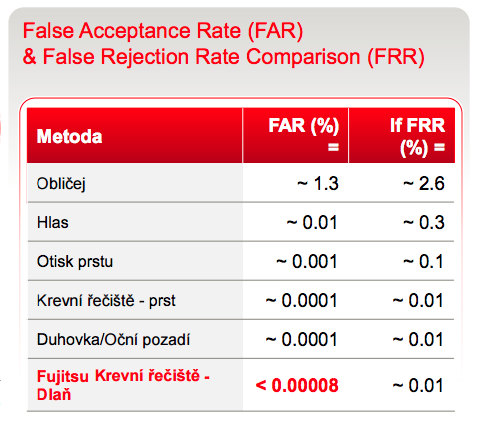 False Acceptance Rate (FAR)
& False Rejection Rate Comparison (FRR)
Metoda FAR (%) = If FRR (%) =
Obličej ~ 1.3 ~ 2.6
Hlas ~ 0.01 ~ 0.3
Otisk prstu ~ 0.001 ~ 0.1
Krevní řečiště - prst ~ 0.0001 ~ 0.01
Duhovka/Oční pozadí ~ 0.0001 ~ 0.01
Fujitsu Krevní řečiště -
Dlaň < 0.00008 ~ 0.01